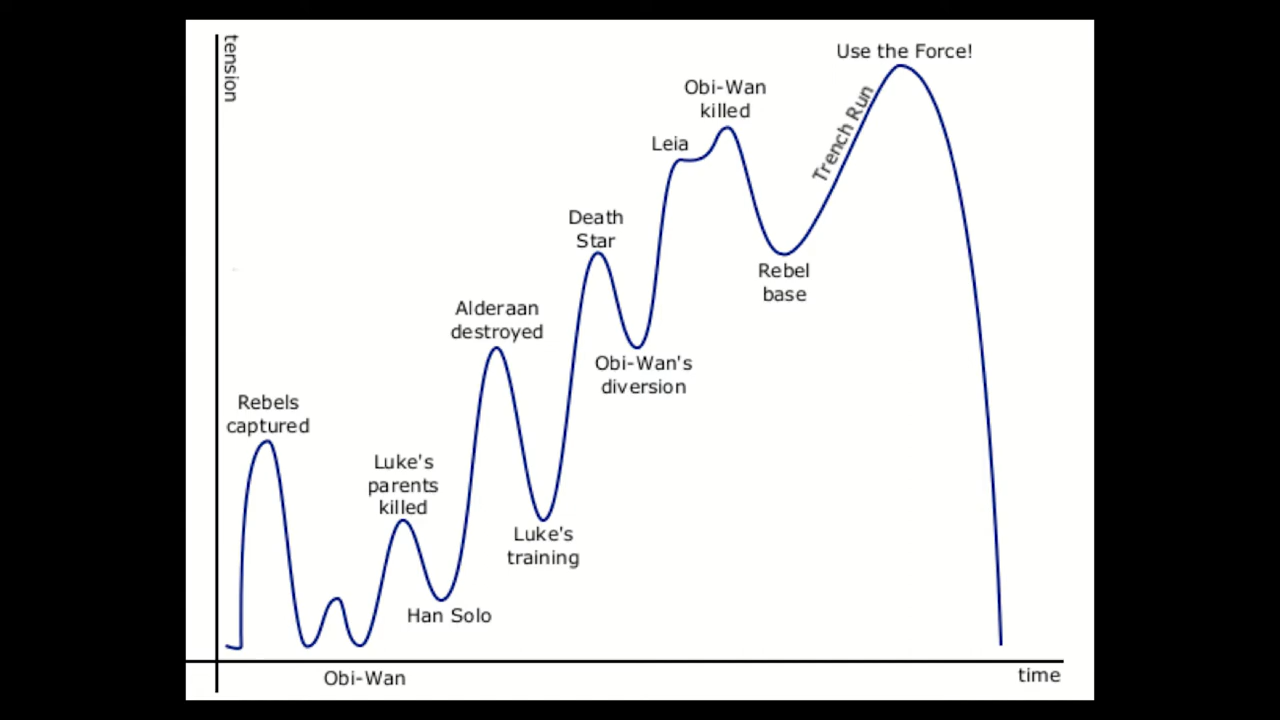 tension
Use the Force!
Obi-Wan
killed
Trench Run
Leia
Death
Star
Rebel
base
Alderaan
destroyed
Obi-Wan's
diversion
Rebels
captured
Luke's
parents
killed
Luke's
training
Han Solo
Obi-Wan
time